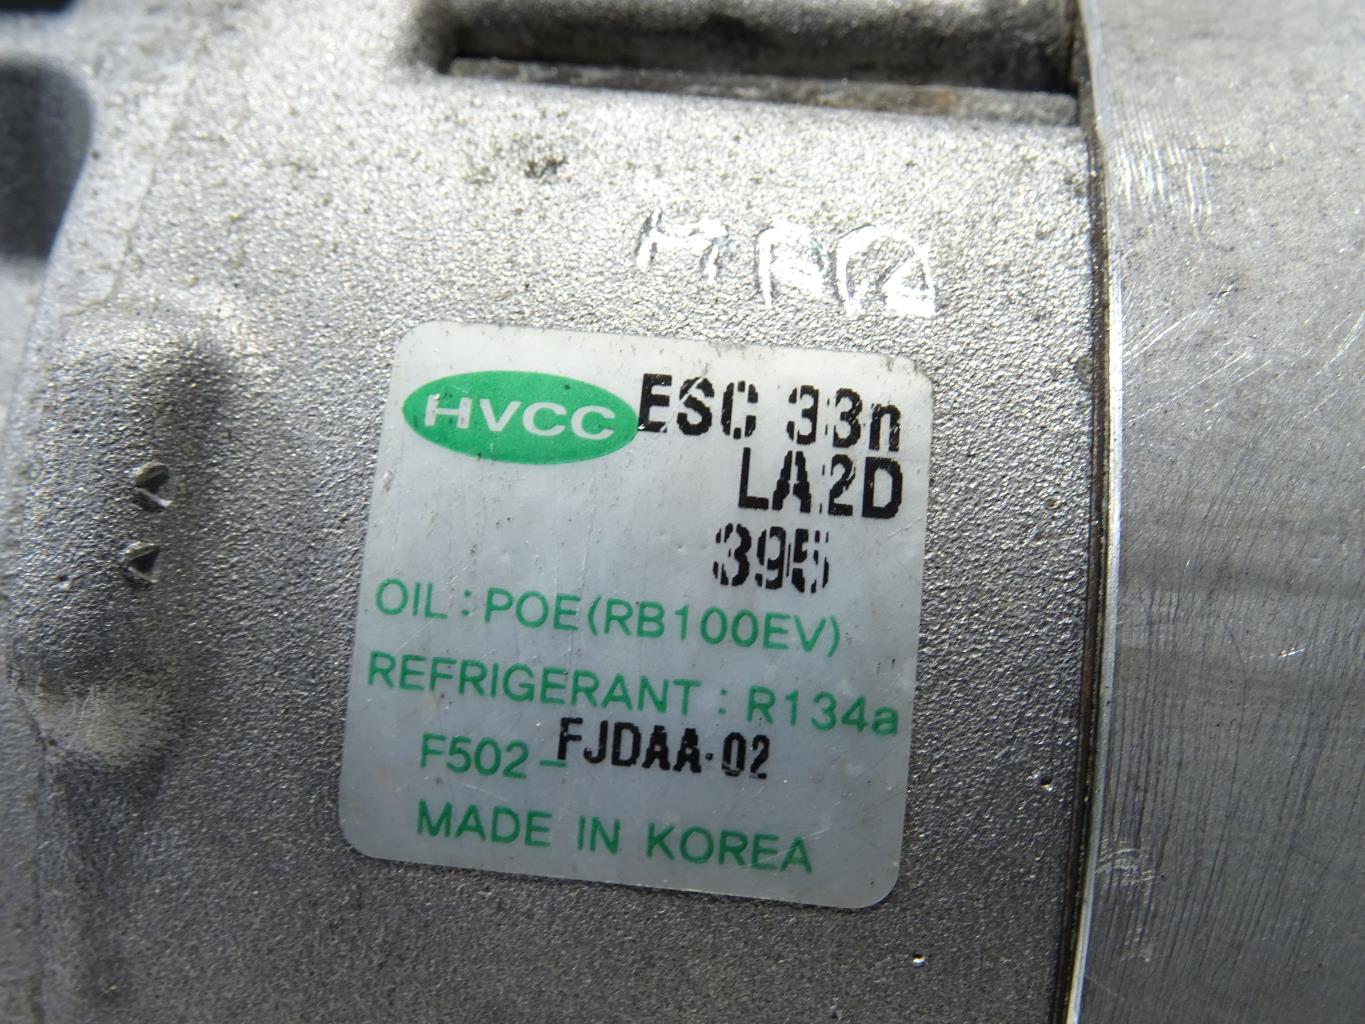 HVCC ESC 33n
LA2D
395
OIL : POE(RB100EV)
REFRIGERANT : R134a
F502-FJDAA-02
MADE IN KOREA